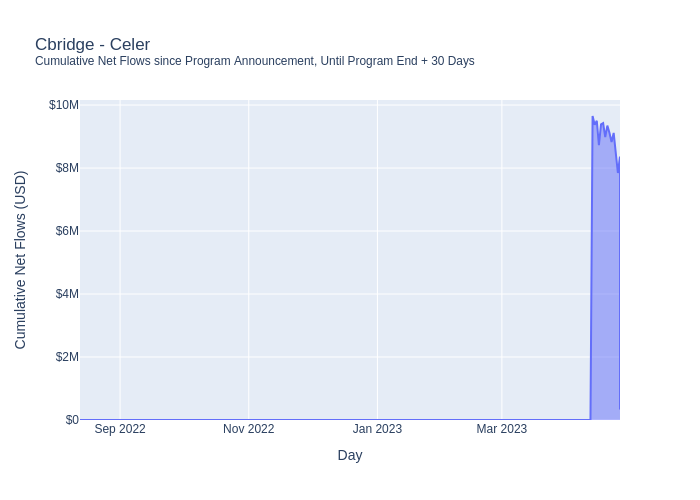 Cbridge - Celer
Cumulative Net Flows since Program Announcement, Until Program End + 30 Days
Cumulative Net Flows (USD)
$10M
$8M
$6M
$4M
$2M
$0
Sep 2022 Nov 2022 Jan 2023 Mar 2023
Day